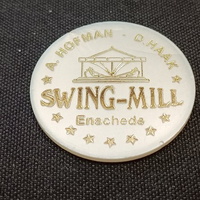 ★ A. HOFMAN - D. HAAK ★
SWING-MILL
Enschede